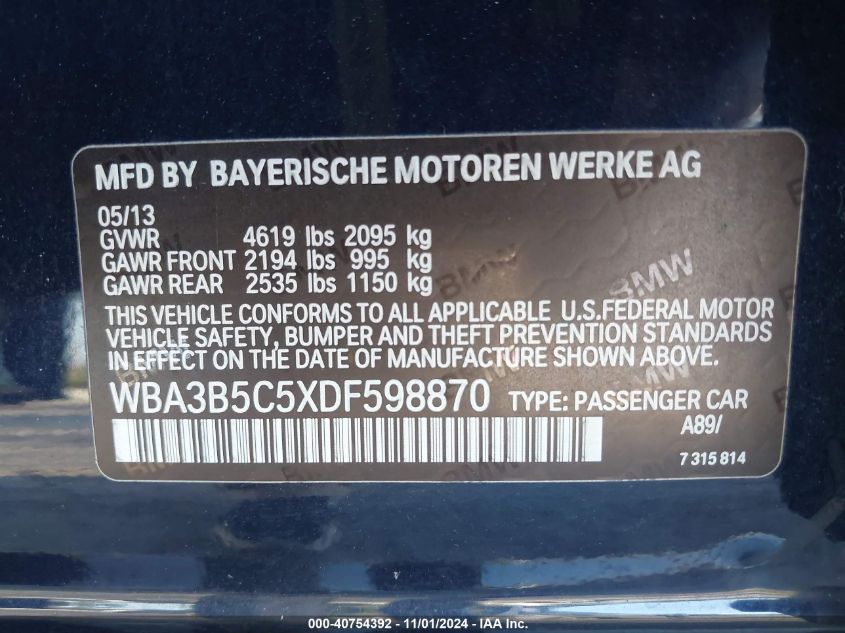 MFD BY BAYERISCHE MOTOREN WERKE AG
05/13
GVWR 4619 lbs 2095 kg
GAWR FRONT 2194 lbs 995 kg
GAWR REAR 2535 lbs 1150 kg
THIS VEHICLE CONFORMS TO ALL APPLICABLE U.S.FEDERAL MOTOR
VEHICLE SAFETY, BUMPER AND THEFT PREVENTION STANDARDS
IN EFFECT ON THE DATE OF MANUFACTURE SHOWN ABOVE.
WBA3B5C5XDF598870 TYPE: PASSENGER CAR
A89/
7 315 814
000-40754392 - 11/01/2024 - IAA Inc.